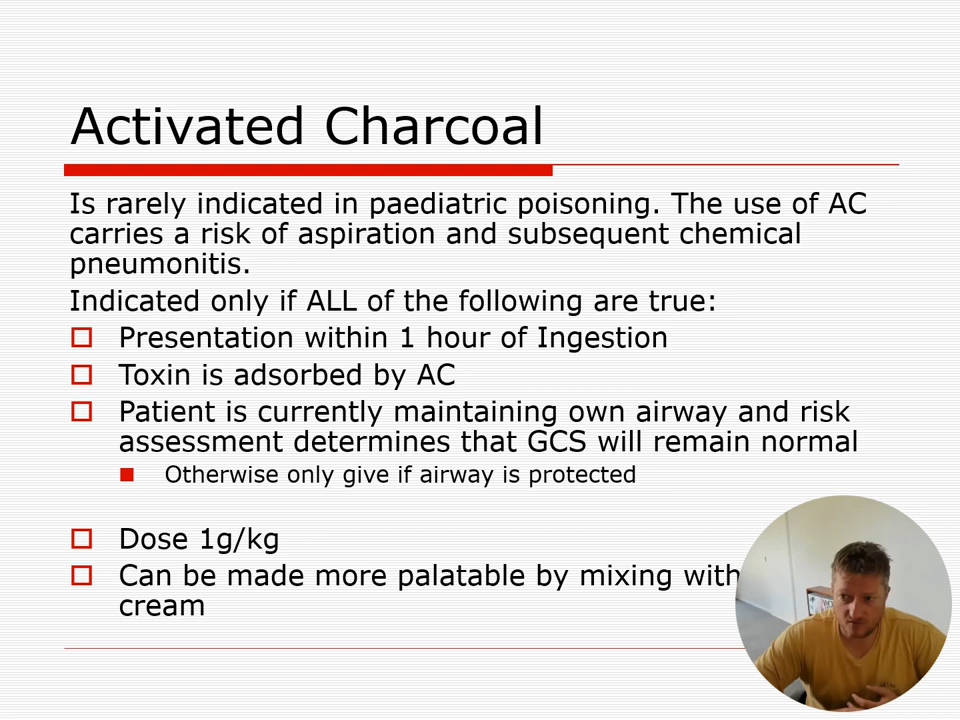 Activated Charcoal
Is rarely indicated in paediatric poisoning. The use of AC
carries a risk of aspiration and subsequent chemical
pneumonitis.
Indicated only if ALL of the following are true:
Presentation within 1 hour of Ingestion
Toxin is adsorbed by AC
Patient is currently maintaining own airway and risk
assessment determines that GCS will remain normal
Otherwise only give if airway is protected
Dose 1g/kg
Can be made more palatable by mixing with
cream